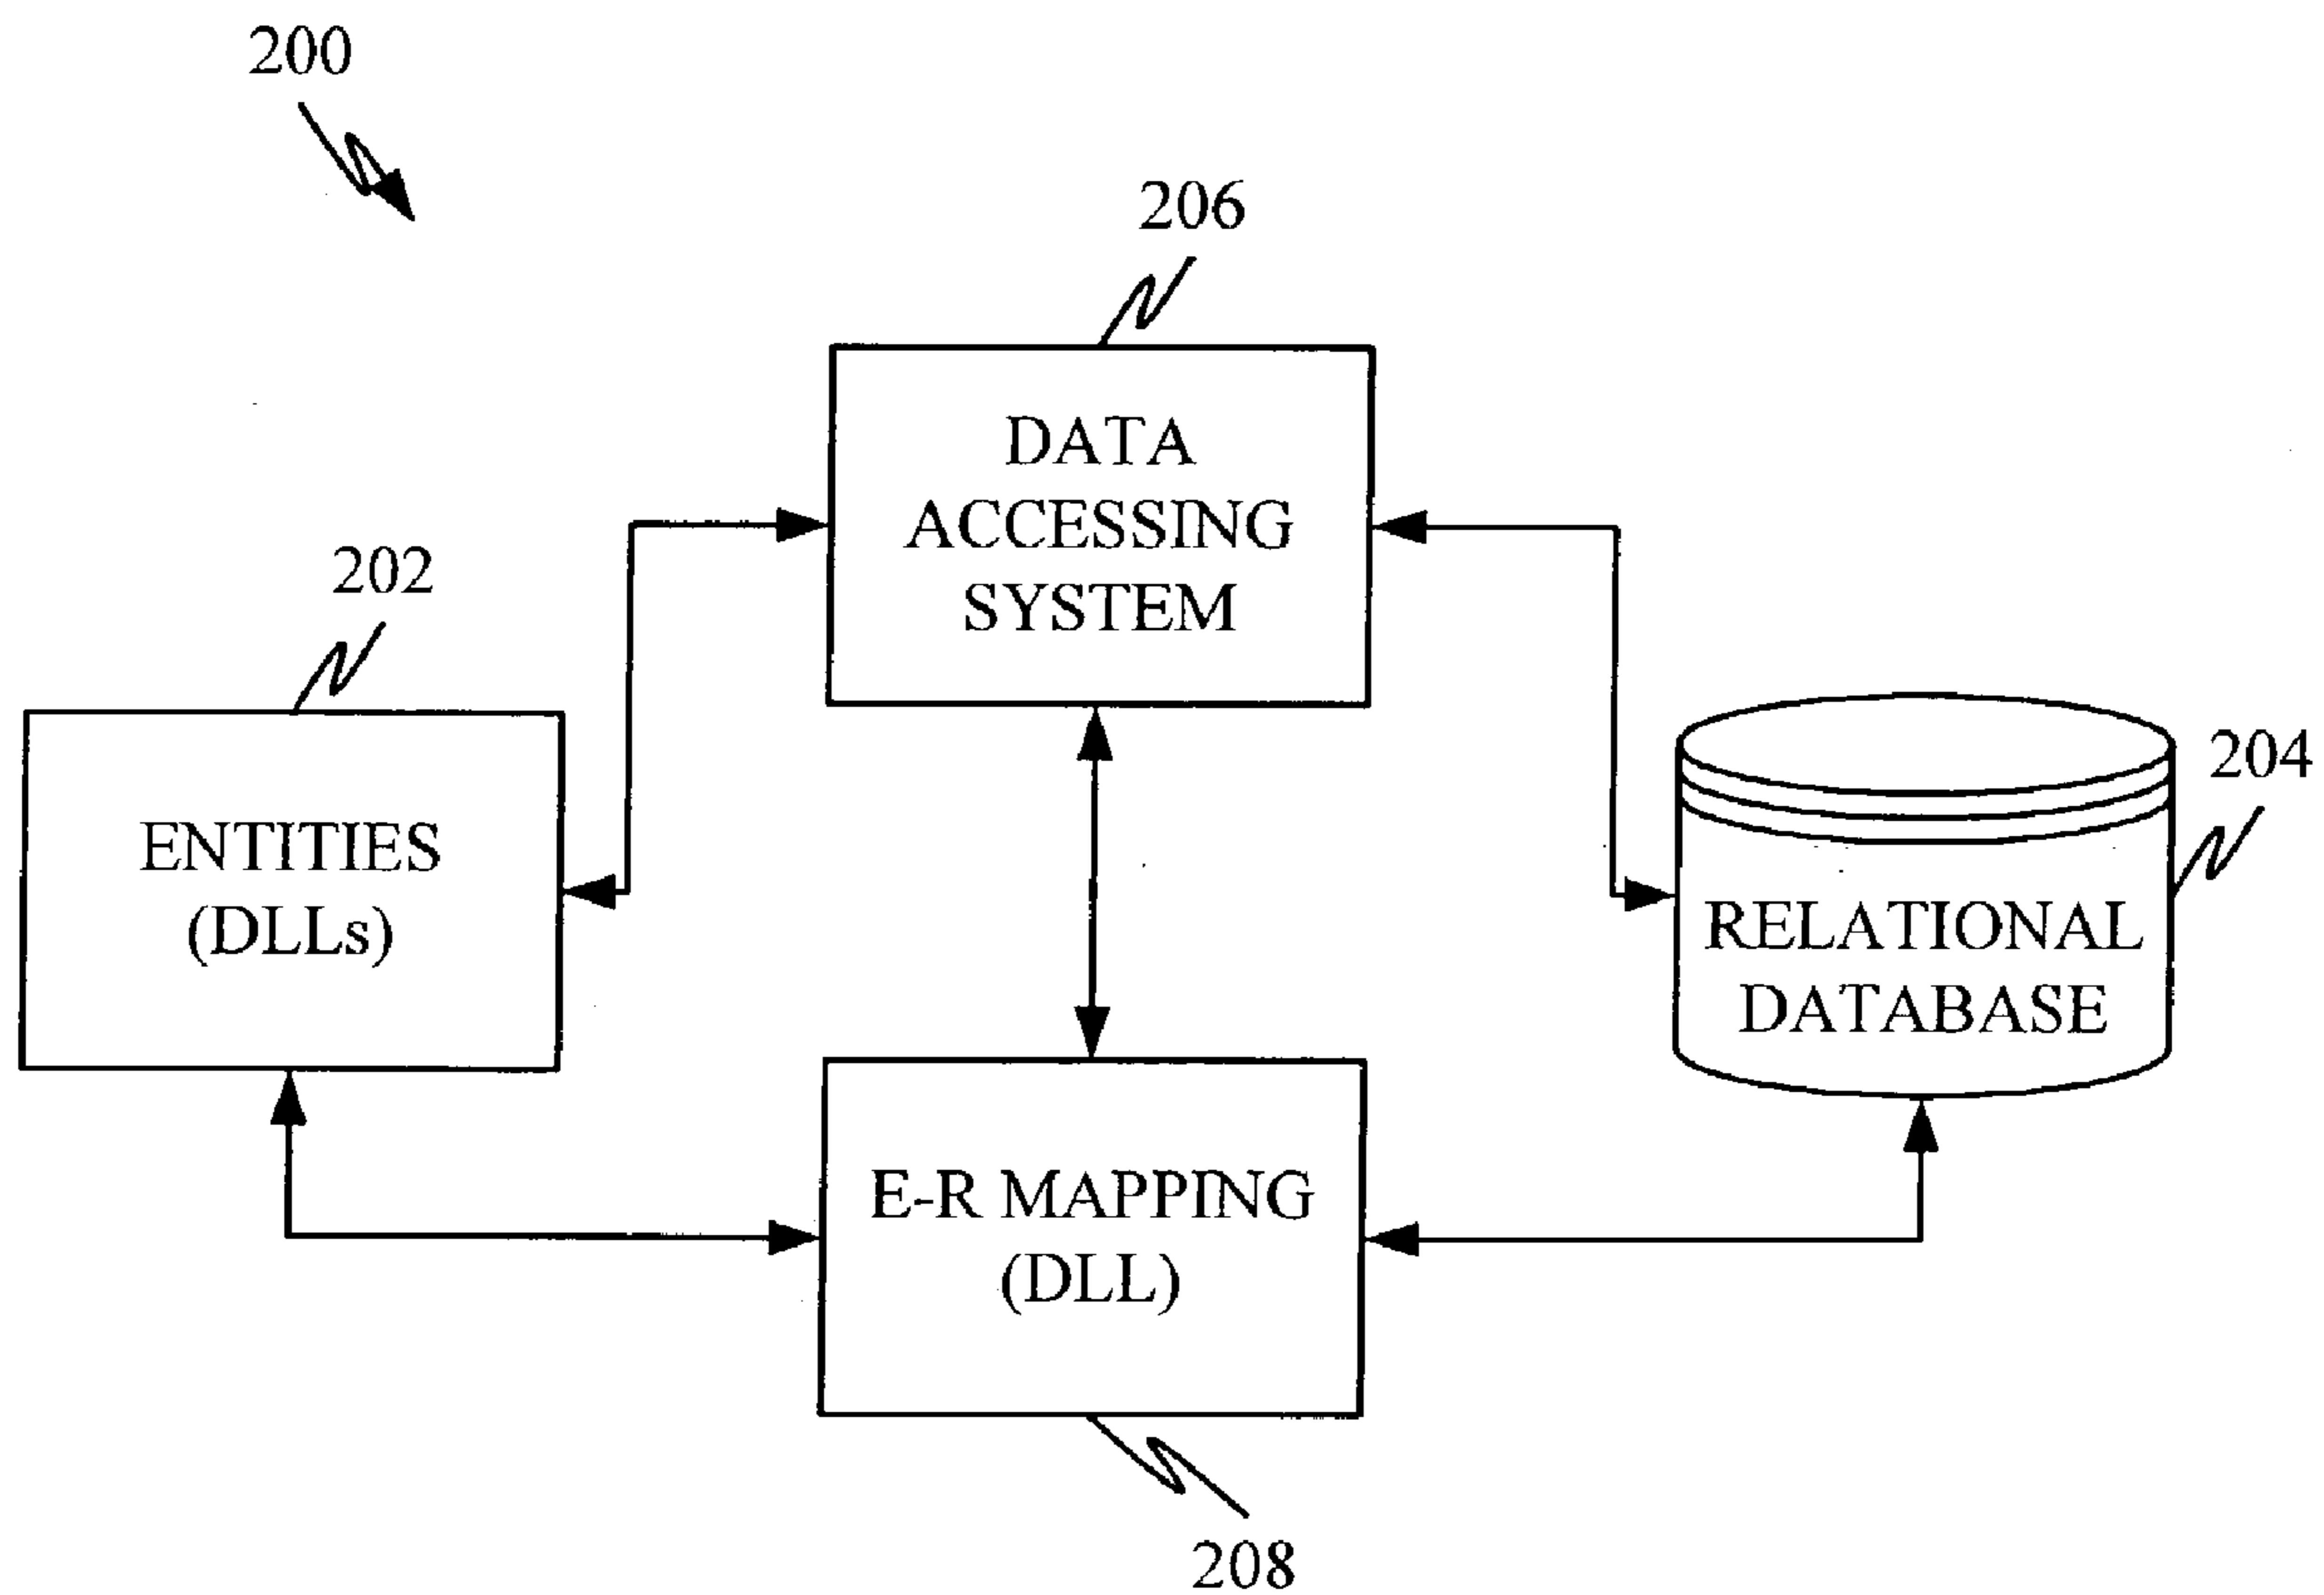 200
206
DATA
ACCESSING
SYSTEM
202
ENTITIES
(DLLs)
204
RELATIONAL
DATABASE
E-R MAPPING
(DLL)
208